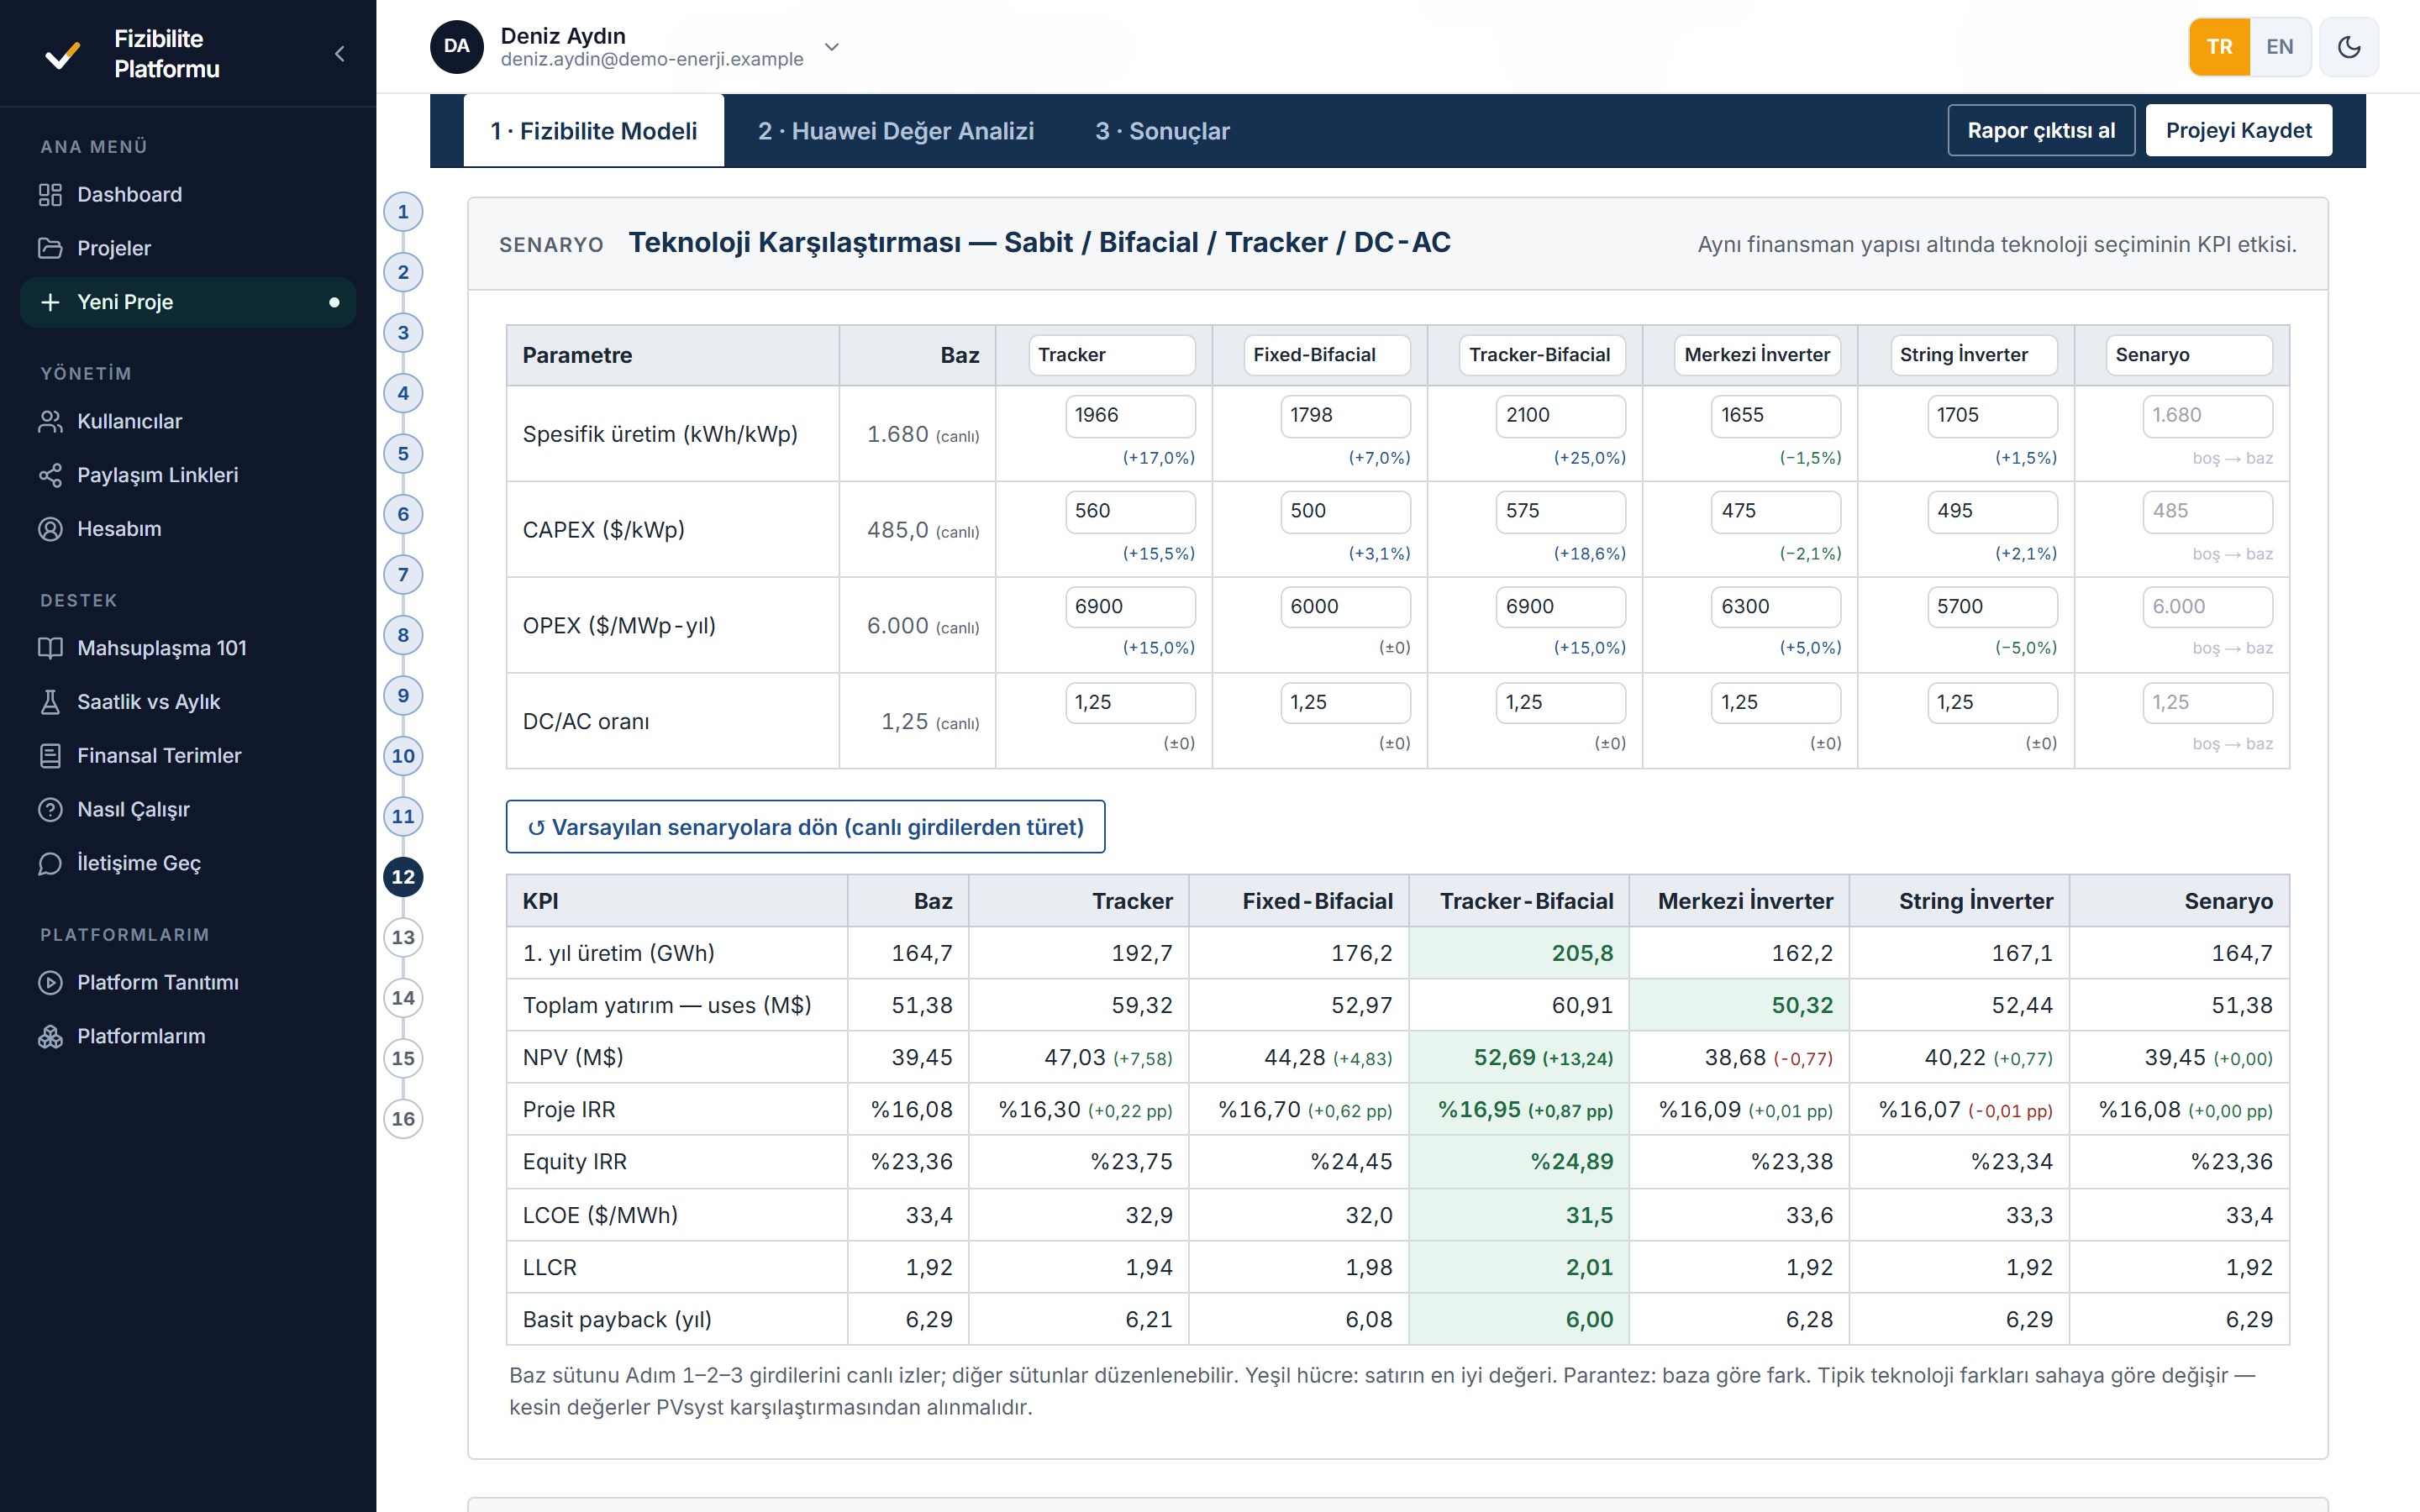 Fizibilite
Platformu
ANA MENÜ
Dashboard
Projeler
Yeni Proje
YÖNETİM
Kullanıcılar
Paylaşım Linkleri
Hesabım
DESTEK
Mahsuplaşma 101
Saatlik vs Aylık
Finansal Terimler
Nasıl Çalışır
İletişime Geç
PLATFORMLARIM
Platform Tanıtımı
Platformlarım
DA
Deniz Aydın
deniz.aydin@demo-enerji.example
TR EN
1 · Fizibilite Modeli 2 · Huawei Değer Analizi 3 · Sonuçlar Rapor çıktısı al Projeyi Kaydet
1
2
3
4
5
6
7
8
9
10
11
12
13
14
15
16
SENARYO Teknoloji Karşılaştırması — Sabit / Bifacial / Tracker / DC-AC Aynı finansman yapısı altında teknoloji seçiminin KPI etkisi.
Parametre Baz Tracker Fixed-Bifacial Tracker-Bifacial Merkezi İnverter String İnverter Senaryo
Spesifik üretim (kWh/kWp) 1.680 (canlı) 1966 1798 2100 1655 1705 1.680
(+17,0%) (+7,0%) (+25,0%) (−1,5%) (+1,5%) boş → baz
CAPEX ($/kWp) 485,0 (canlı) 560 500 575 475 495 485
(+15,5%) (+3,1%) (+18,6%) (−2,1%) (+2,1%) boş → baz
OPEX ($/MWp-yıl) 6.000 (canlı) 6900 6000 6900 6300 5700 6.000
(+15,0%) (±0) (+15,0%) (+5,0%) (−5,0%) boş → baz
DC/AC oranı 1,25 (canlı) 1,25 1,25 1,25 1,25 1,25 1,25
(±0) (±0) (±0) (±0) (±0) boş → baz
↺ Varsayılan senaryolara dön (canlı girdilerden türet)
KPI Baz Tracker Fixed-Bifacial Tracker-Bifacial Merkezi İnverter String İnverter Senaryo
1. yıl üretim (GWh) 164,7 192,7 176,2 205,8 162,2 167,1 164,7
Toplam yatırım — uses (M$) 51,38 59,32 52,97 60,91 50,32 52,44 51,38
NPV (M$) 39,45 47,03 (+7,58) 44,28 (+4,83) 52,69 (+13,24) 38,68 (-0,77) 40,22 (+0,77) 39,45 (+0,00)
Proje IRR %16,08 %16,30 (+0,22 pp) %16,70 (+0,62 pp) %16,95 (+0,87 pp) %16,09 (+0,01 pp) %16,07 (-0,01 pp) %16,08 (+0,00 pp)
Equity IRR %23,36 %23,75 %24,45 %24,89 %23,38 %23,34 %23,36
LCOE ($/MWh) 33,4 32,9 32,0 31,5 33,6 33,3 33,4
LLCR 1,92 1,94 1,98 2,01 1,92 1,92 1,92
Basit payback (yıl) 6,29 6,21 6,08 6,00 6,28 6,29 6,29
Baz sütunu Adım 1–2–3 girdilerini canlı izler; diğer sütunlar düzenlenebilir. Yeşil hücre: satırın en iyi değeri. Parantez: baza göre fark. Tipik teknoloji farkları sahaya göre değişir —
kesin değerler PVsyst karşılaştırmasından alınmalıdır.